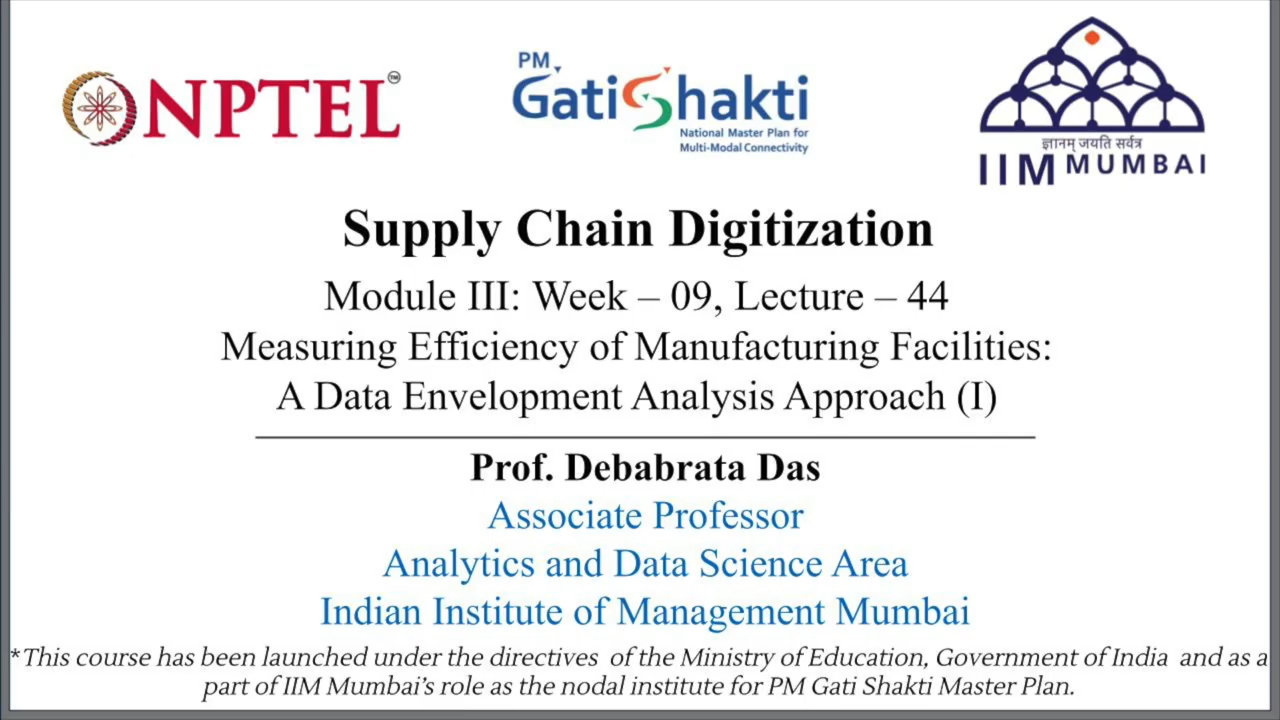 NPTEL™
PM
GatiShakti
National Master Plan for
Multi-Modal Connectivity
ज्ञानम् जयति सर्वत्र
IIM MUMBAI
Supply Chain Digitization
Module III: Week – 09, Lecture – 44
Measuring Efficiency of Manufacturing Facilities:
A Data Envelopment Analysis Approach (I)
Prof. Debabrata Das
Associate Professor
Analytics and Data Science Area
Indian Institute of Management Mumbai
*This course has been launched under the directives of the Ministry of Education, Government of India and as a
part of IIM Mumbai’s role as the nodal institute for PM Gati Shakti Master Plan.